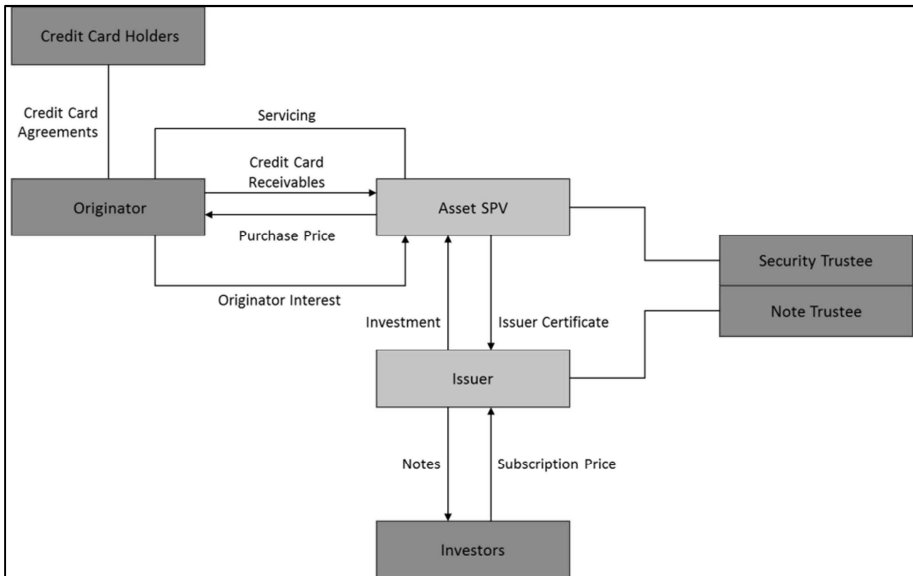 Credit Card Holders
Credit Card
Agreements
Servicing
Credit Card
Receivables
Originator
Asset SPV
Purchase Price
Security Trustee
Originator Interest
Note Trustee
Investment
Issuer Certificate
Issuer
Notes
Subscription Price
Investors